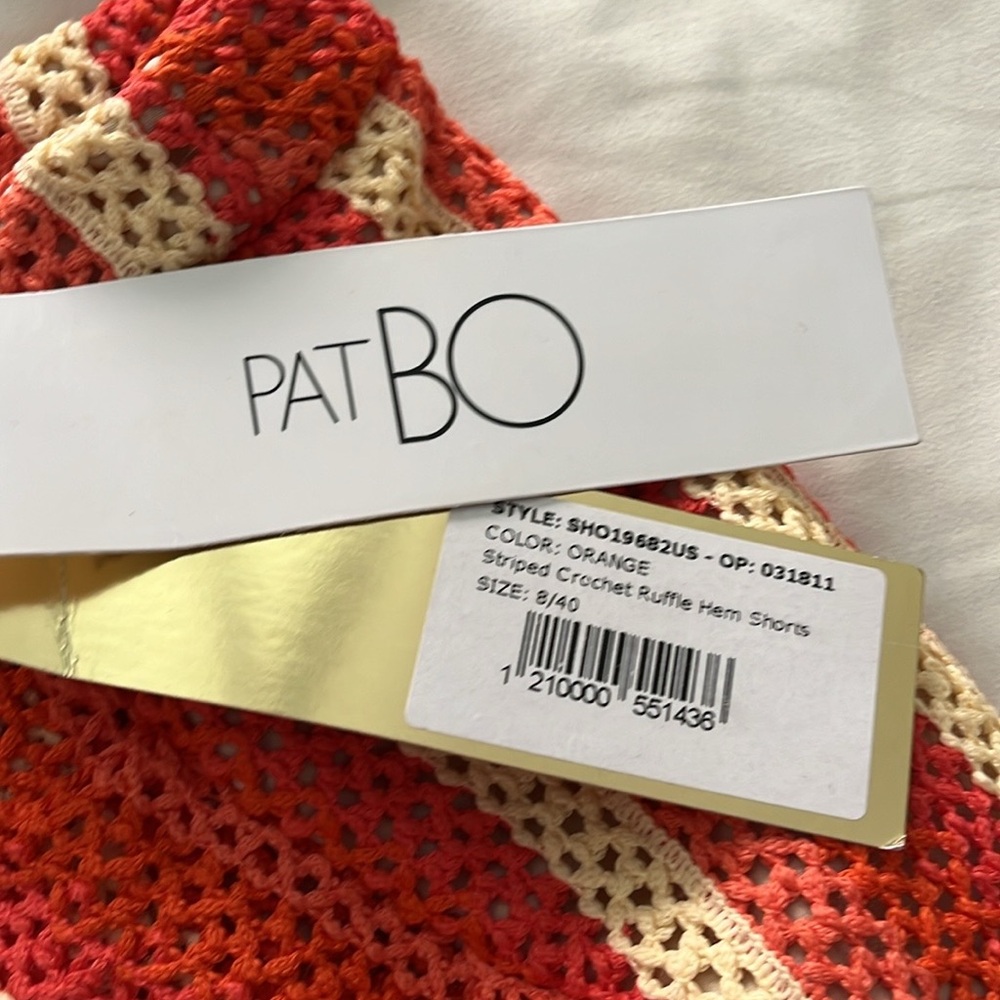 PATBO
STYLE: SHO19682US - OP: 031811
COLOR: ORANGE
Striped Crochet Ruffle Hem Shorts
SIZE: 8/40
1 210000 551436